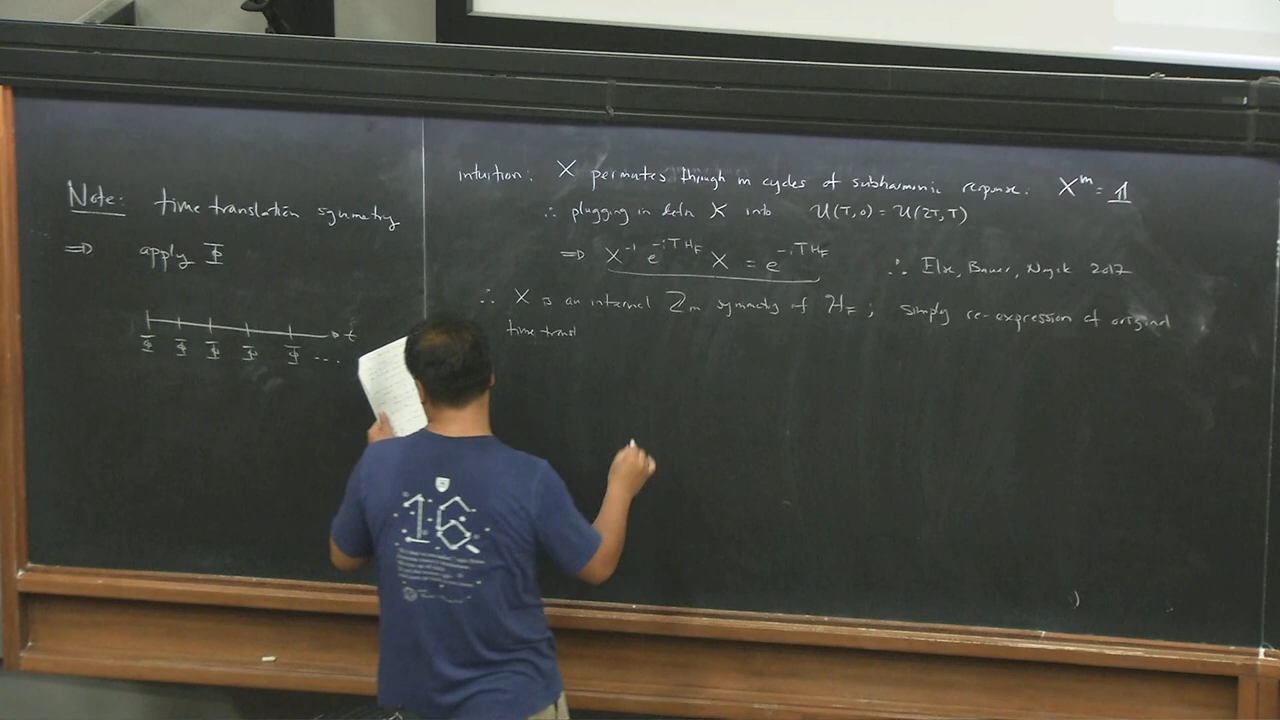 Note: time translation symmetry
⇒ apply Φ
t
Φ Φ Φ Φ Φ ...
intuition: X permutes through m cycles of subharmonic response. X^m = 𝟙
∴ plugging in X into U(T,0) = U(2T,T)
⇒ X^-1 e^-iTH_F X = e^-iTH_F
∴ Else, Bauer, Nayak 2017
∴ X is an internal ℤ_m symmetry of H_F ; simply re-expression of original
time transl
16